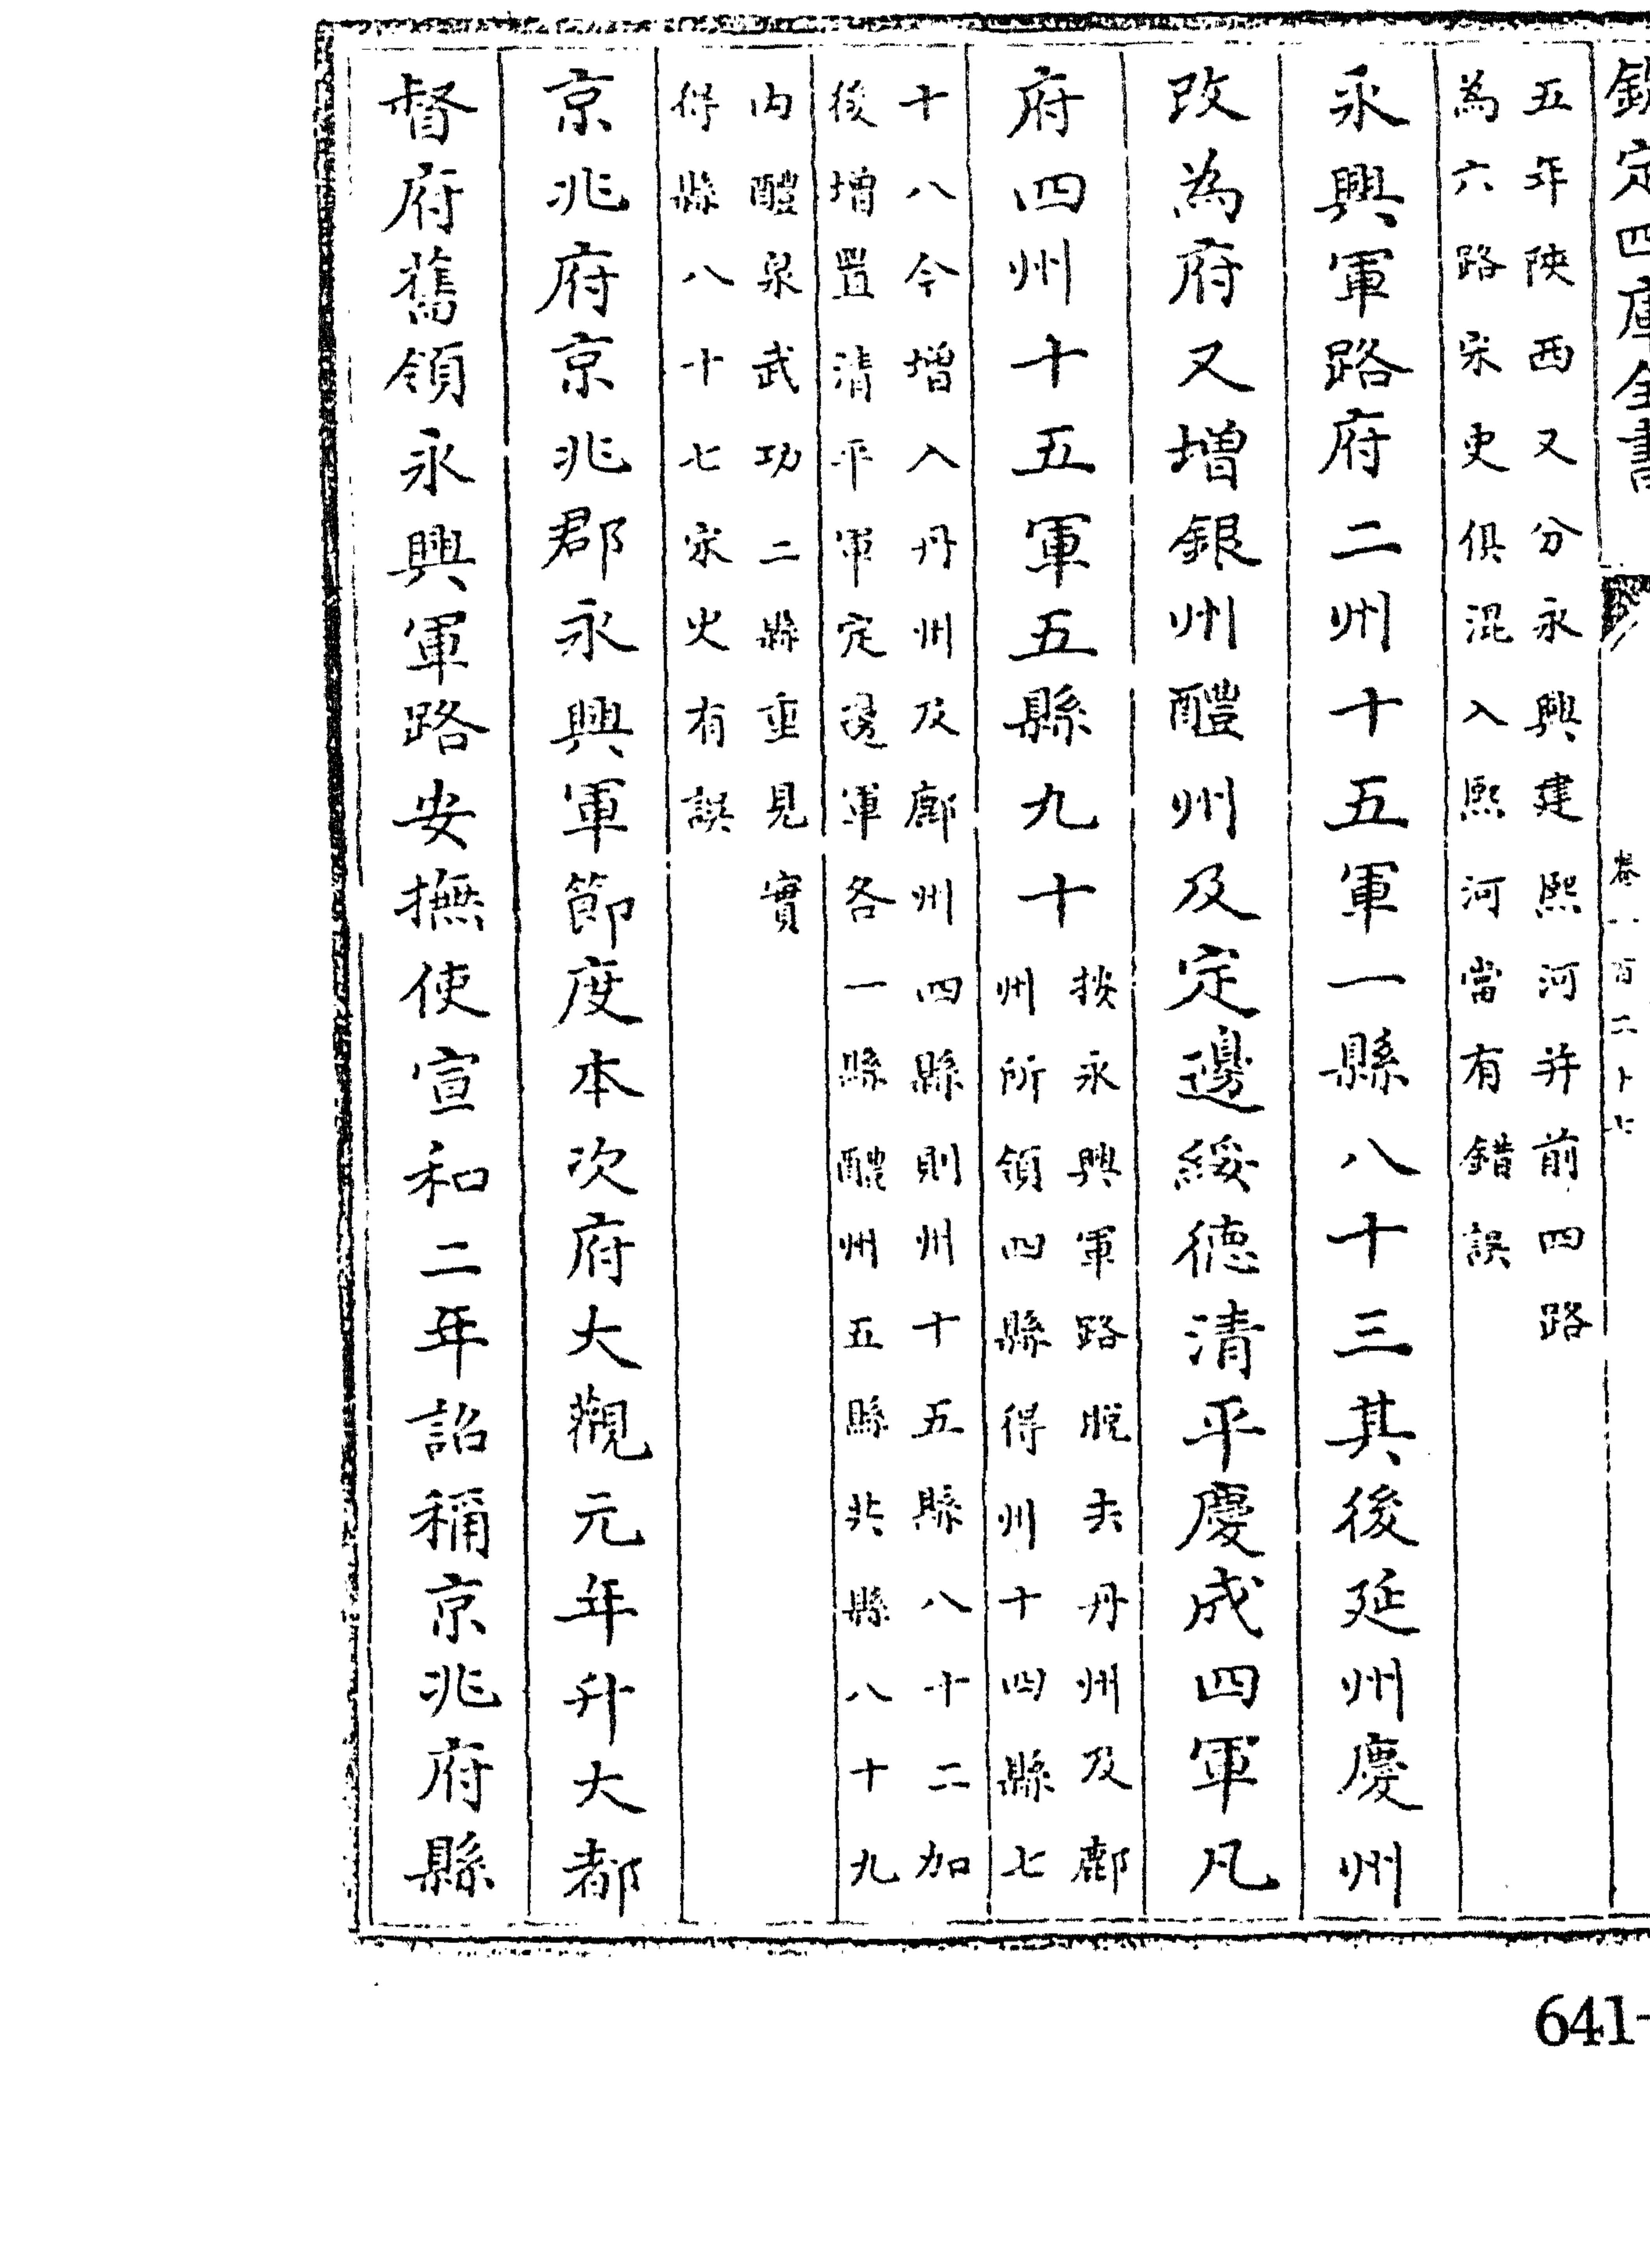 欽定四庫全書
卷一百二十七
五年陝西又分永興建熙河并前四路
為六路宋史俱混入熙河當有錯誤
永興軍路府二州十五軍一縣八十三其後延州慶州
改為府又增銀州醴州及定邊綏德清平慶成四軍凡
府四州十五軍五縣九十
掞永興軍路脱去丹州及鄜
州所領四縣得州十四縣七
十八今增入丹州及鄜州四縣則州十五縣八十二加
後增置清平軍定邊軍各一縣醴州五縣共縣八十九
内醴泉武功二縣重見實
得縣八十七宋史有誤
京兆府京兆郡永興軍節度本次府大觀元年升大都
督府舊領永興軍路安撫使宣和二年詔稱京兆府縣
641-